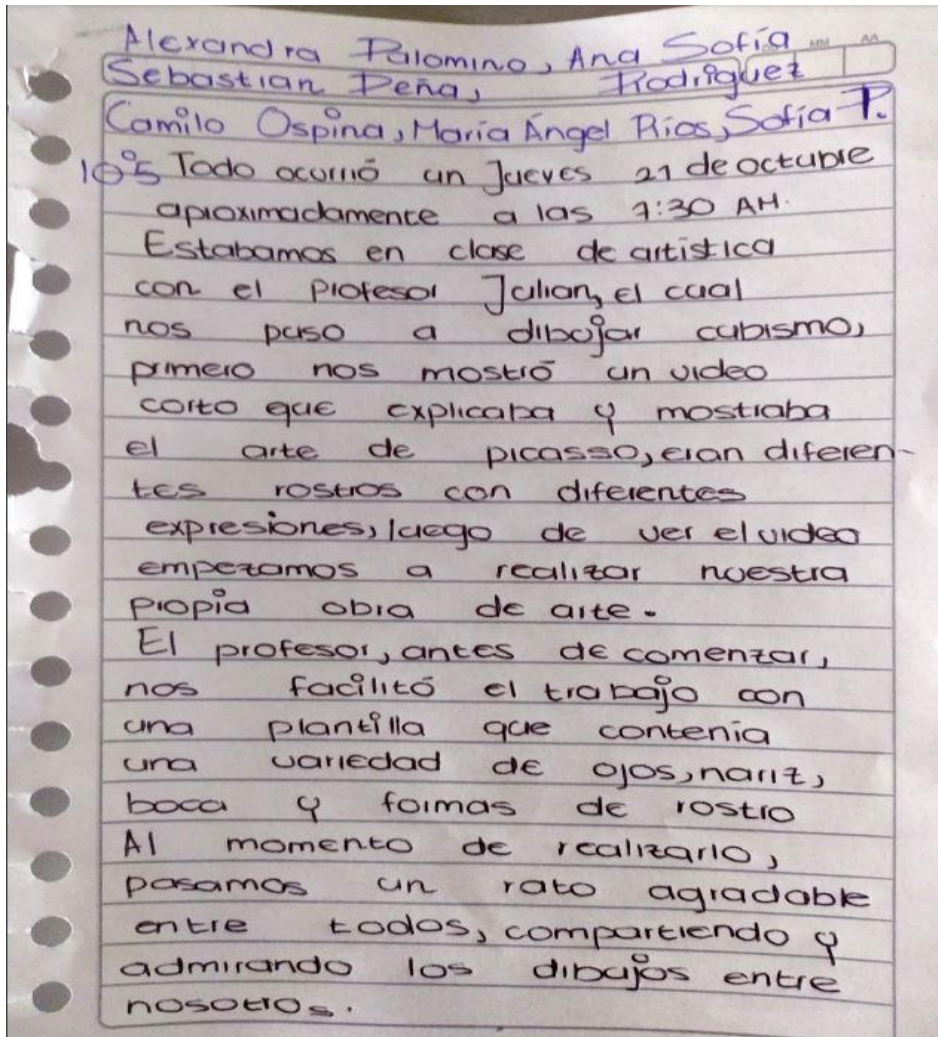 Alexandra Palomino, Ana Sofía
Sebastian Peña, Rodriguez
Camilo Ospina, María Ángel Ríos, Sofía P.
10°5 Todo ocurrió un Jueves 21 de octubre
aproximadamente a las 7:30 AM.
Estabamos en clase de artistica
con el profesor Julian, el cual
nos puso a dibujar cubismo,
primero nos mostró un video
corto que explicaba y mostraba
el arte de picasso, eran diferen-
tes rostros con diferentes
expresiones, luego de ver el video
empezamos a realizar nuestra
propia obra de arte.
El profesor, antes de comenzar,
nos facilitó el trabajo con
una plantilla que contenia
una variedad de ojos, nariz,
boca y formas de rostro
Al momento de realizarlo,
pasamos un rato agradable
entre todos, compartiendo y
admirando los dibujos entre
nosotros.